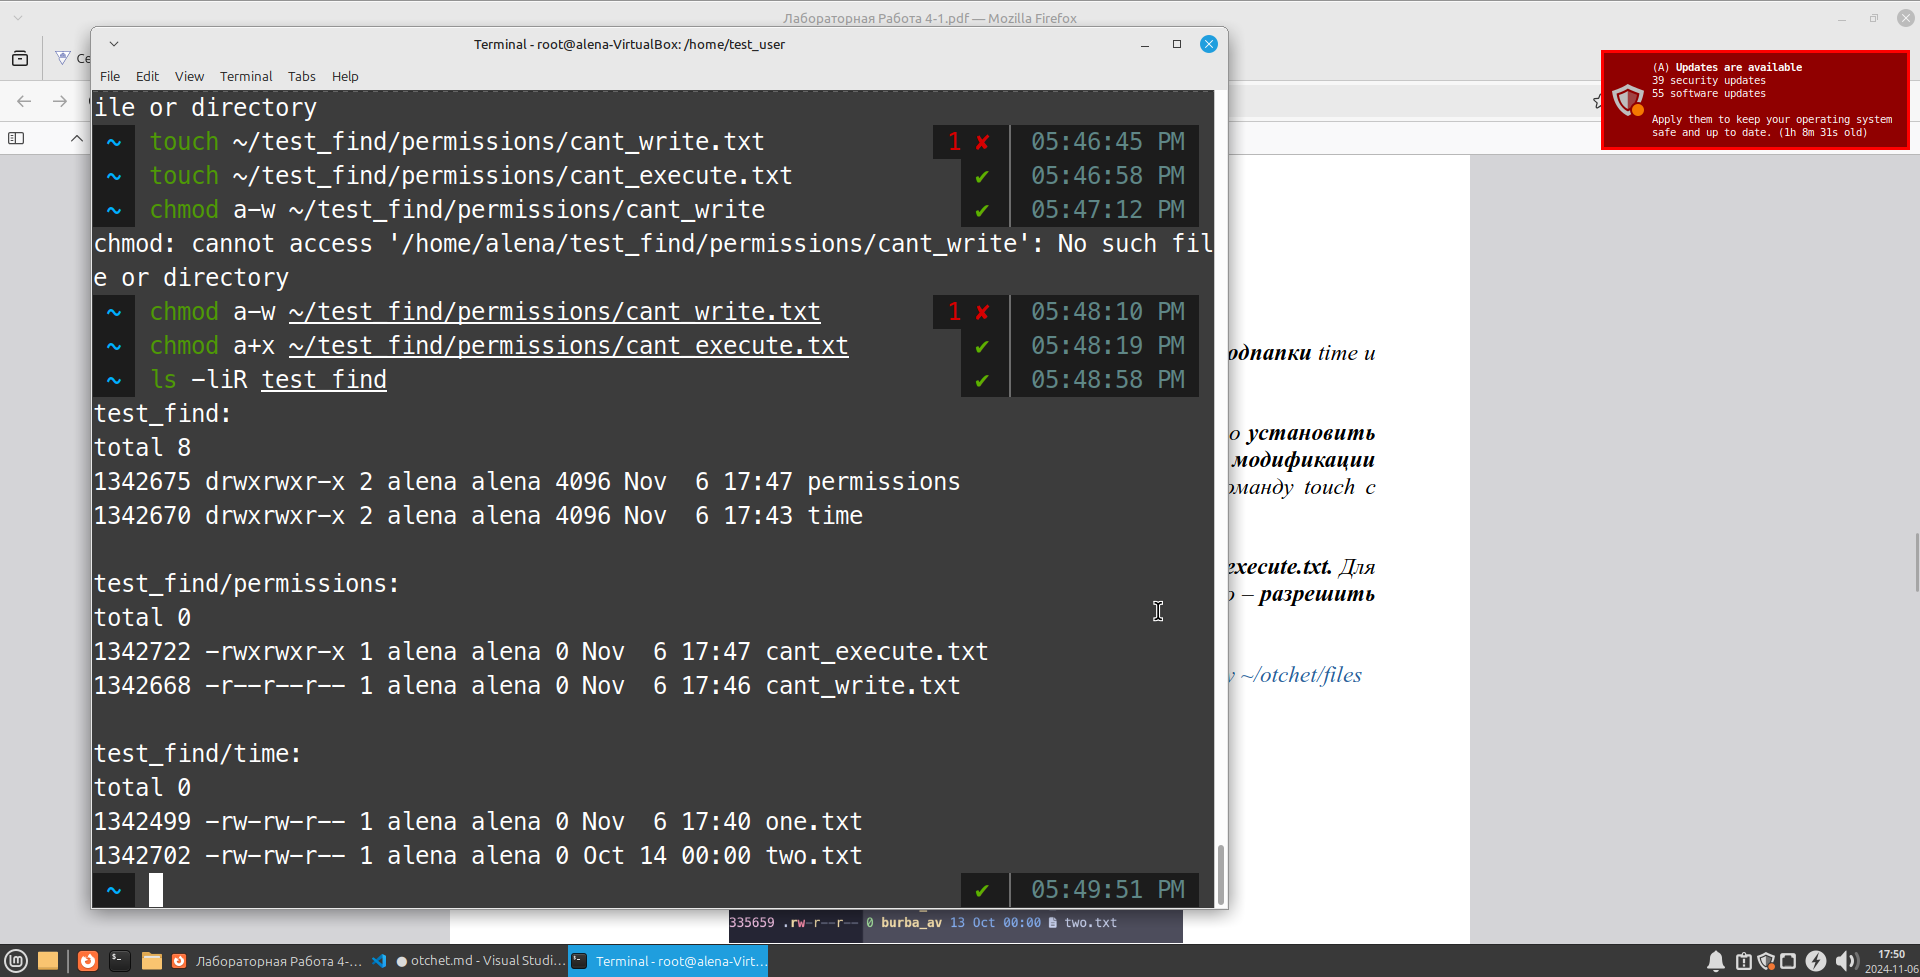 Лабораторная Работа 4-1.pdf — Mozilla Firefox
Terminal - root@alena-VirtualBox: /home/test_user
File Edit View Terminal Tabs Help
(A) Updates are available
39 security updates
55 software updates
Apply them to keep your operating system
safe and up to date. (1h 8m 31s old)
ile or directory
~ touch ~/test_find/permissions/cant_write.txt 1 ✘ 05:46:45 PM
~ touch ~/test_find/permissions/cant_execute.txt ✔ 05:46:58 PM
~ chmod a-w ~/test_find/permissions/cant_write ✔ 05:47:12 PM
chmod: cannot access '/home/alena/test_find/permissions/cant_write': No such fil
e or directory
~ chmod a-w ~/test_find/permissions/cant_write.txt 1 ✘ 05:48:10 PM
~ chmod a+x ~/test_find/permissions/cant_execute.txt ✔ 05:48:19 PM
~ ls -liR test_find ✔ 05:48:58 PM
test_find:
total 8
1342675 drwxrwxr-x 2 alena alena 4096 Nov  6 17:47 permissions
1342670 drwxrwxr-x 2 alena alena 4096 Nov  6 17:43 time
test_find/permissions:
total 0
1342722 -rwxrwxr-x 1 alena alena 0 Nov  6 17:47 cant_execute.txt
1342668 -r--r--r-- 1 alena alena 0 Nov  6 17:46 cant_write.txt
test_find/time:
total 0
1342499 -rw-rw-r-- 1 alena alena 0 Nov  6 17:40 one.txt
1342702 -rw-rw-r-- 1 alena alena 0 Oct 14 00:00 two.txt
~ ✔ 05:49:51 PM
одпапки time и
о установить
модификации
оманду touch с
execute.txt. Для
о – разрешить
~/otchet/files
335659 .rw-r--r-- 0 burba_av 13 Oct 00:00 two.txt
Лабораторная Работа 4-...
otchet.md - Visual Studi...
Terminal - root@alena-Virt...
17:50
2024-11-06